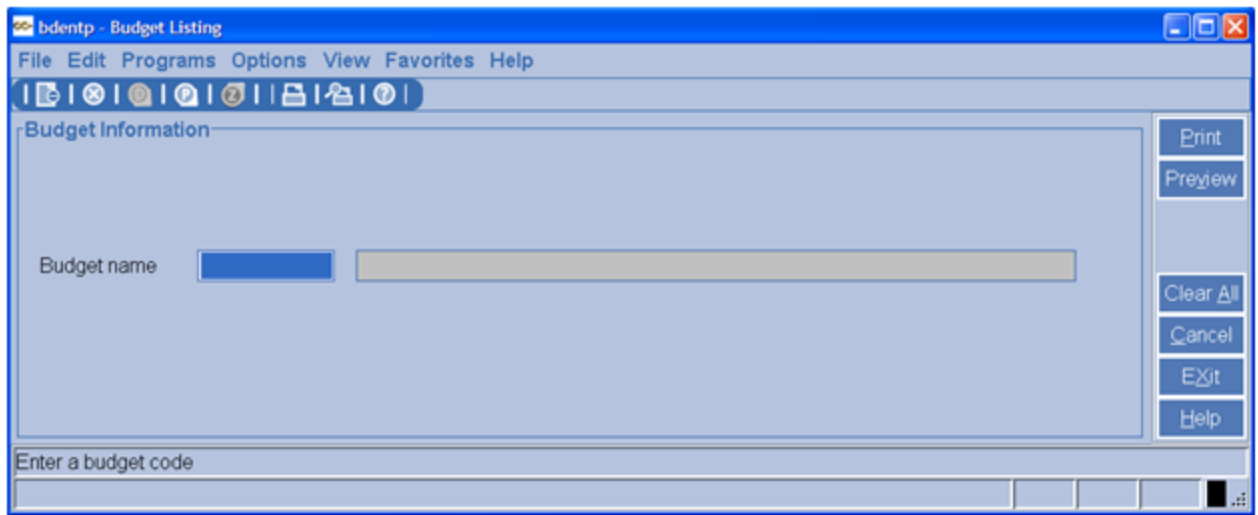 bdentp - Budget Listing
File Edit Programs Options View Favorites Help
Budget Information
Print
Preview
Budget name
Clear All
Cancel
EXit
Help
Enter a budget code